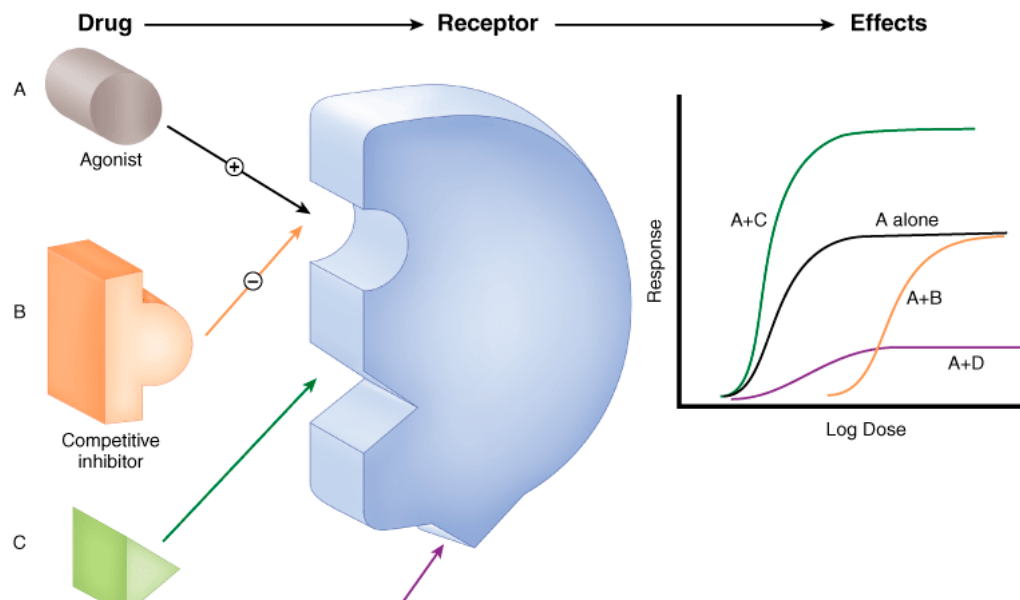 Drug
Receptor
Effects
A
Agonist
+
B
−
Competitive
inhibitor
C
Response
A+C
A alone
A+B
A+D
Log Dose